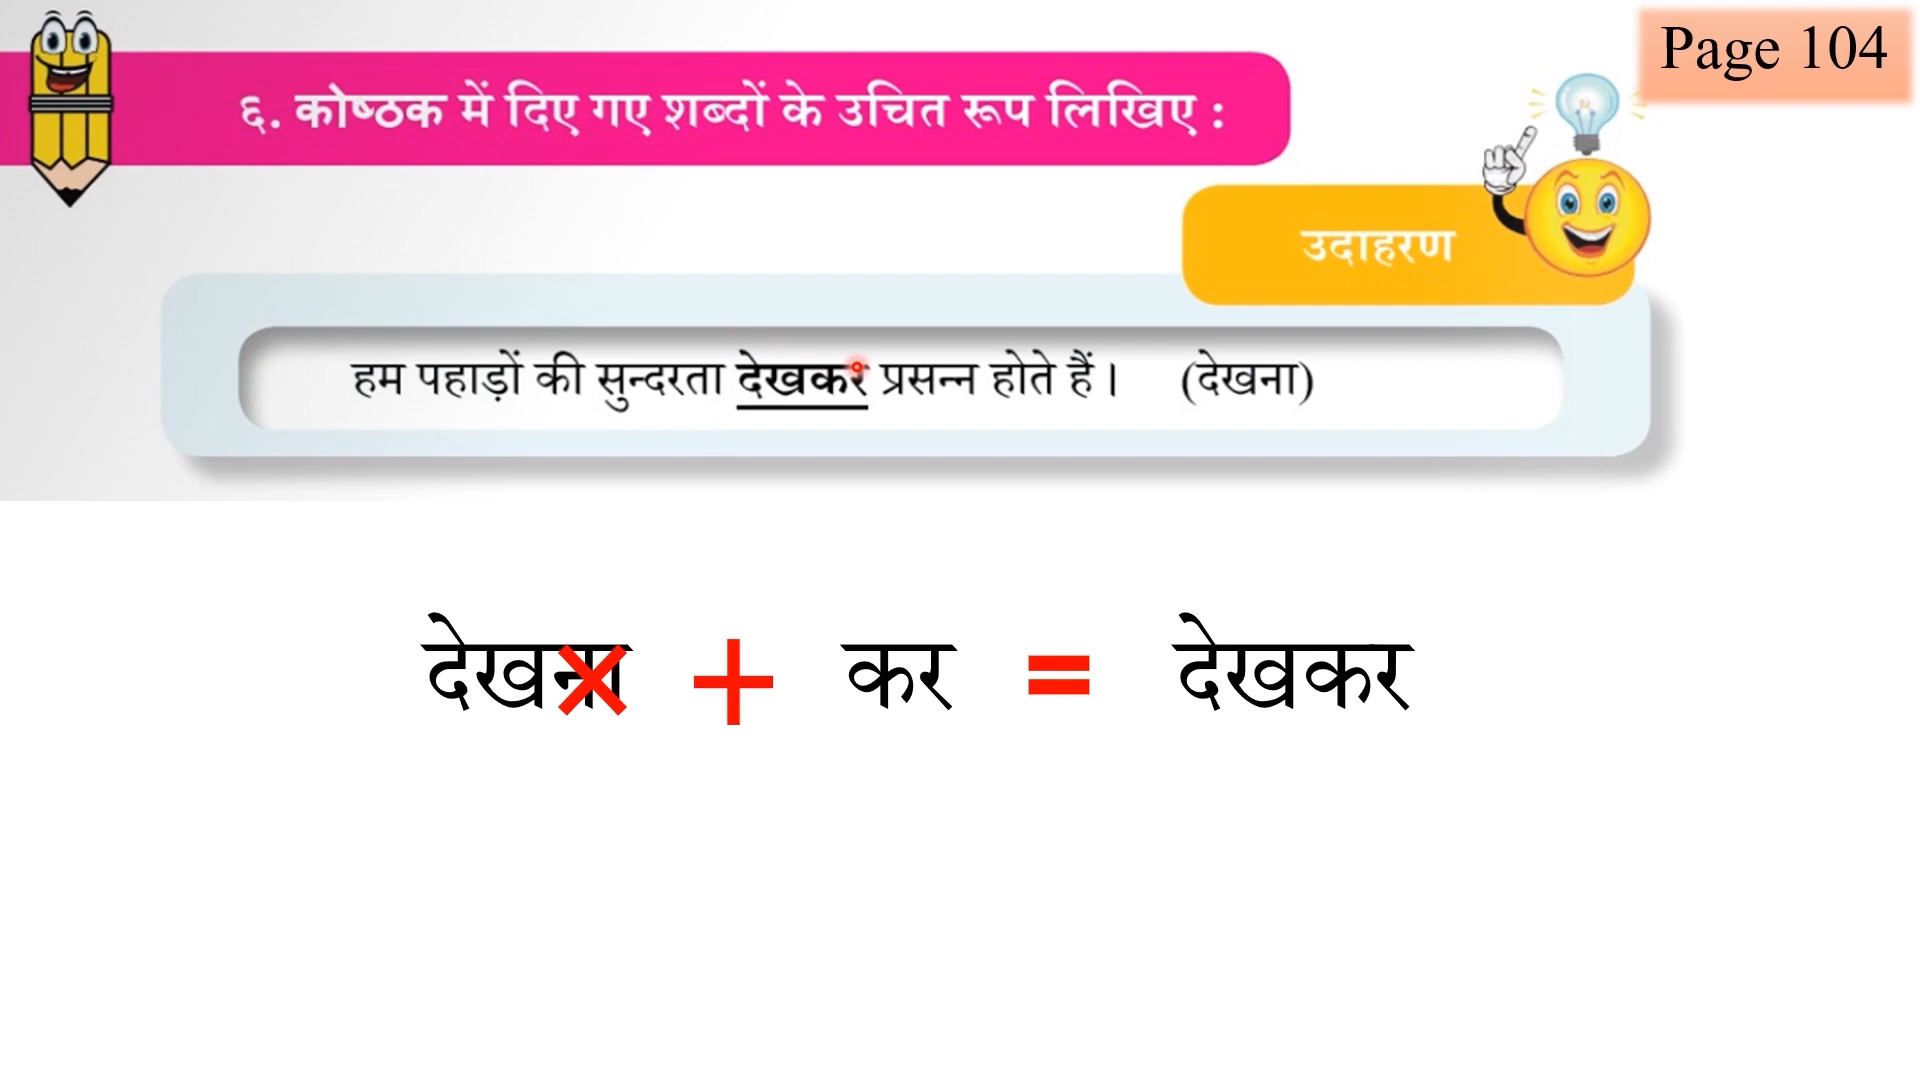 Page 104
६. कोष्ठक में दिए गए शब्दों के उचित रूप लिखिए :
उदाहरण
हम पहाड़ों की सुन्दरता देखकर प्रसन्न होते हैं। (देखना)
देखना + कर = देखकर